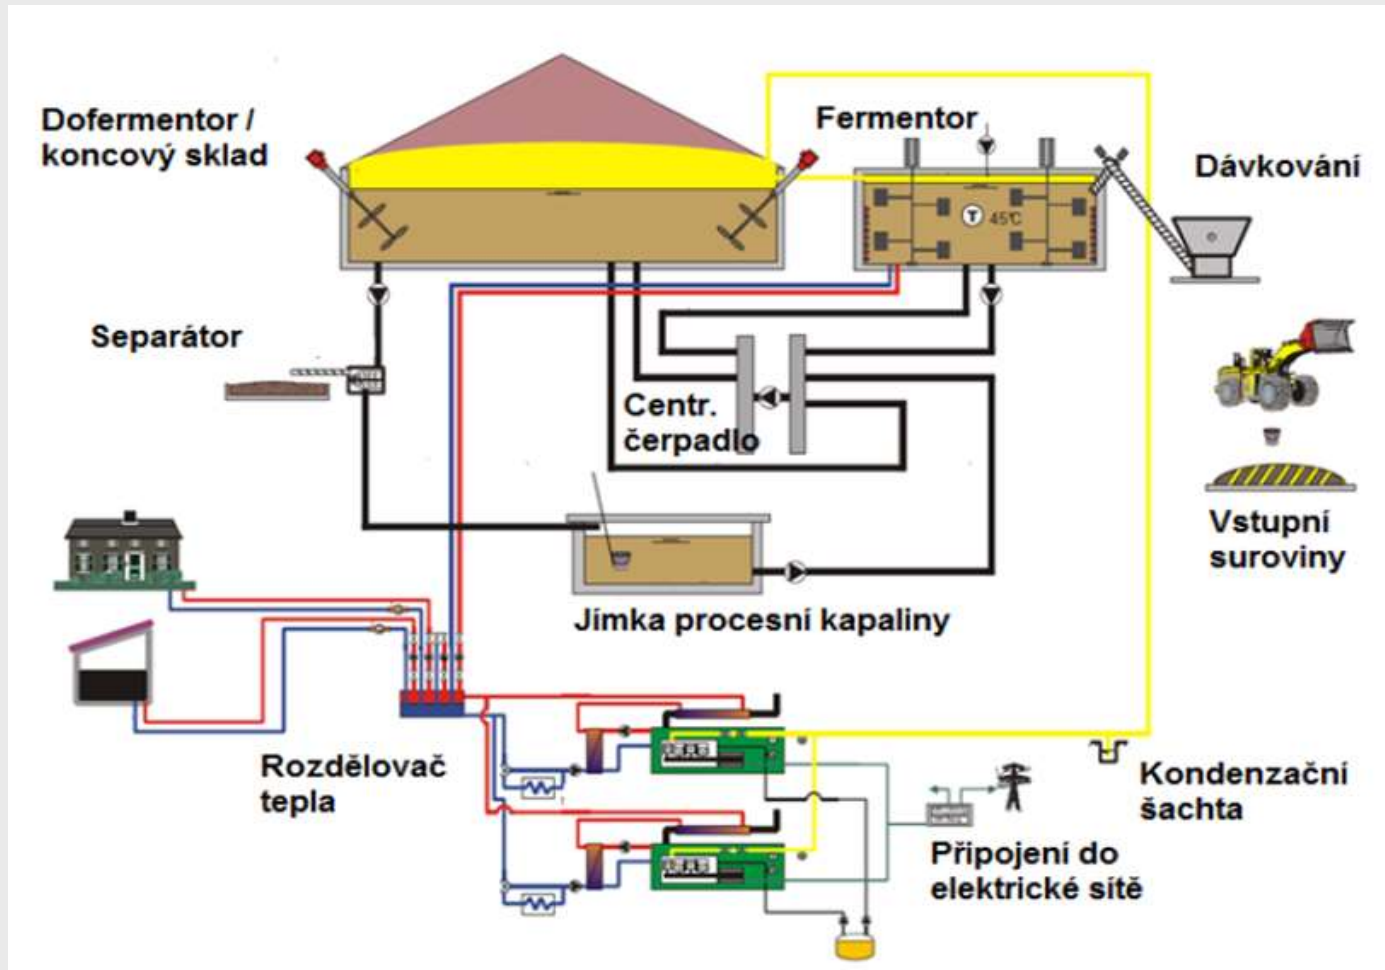 Dofermentor /
koncový sklad
Fermentor
Dávkování
T 45°C
Separátor
Centr.
čerpadlo
Vstupní
suroviny
Jímka procesní kapaliny
Rozdělovač
tepla
Kondenzační
šachta
Připojení do
elektrické sítě